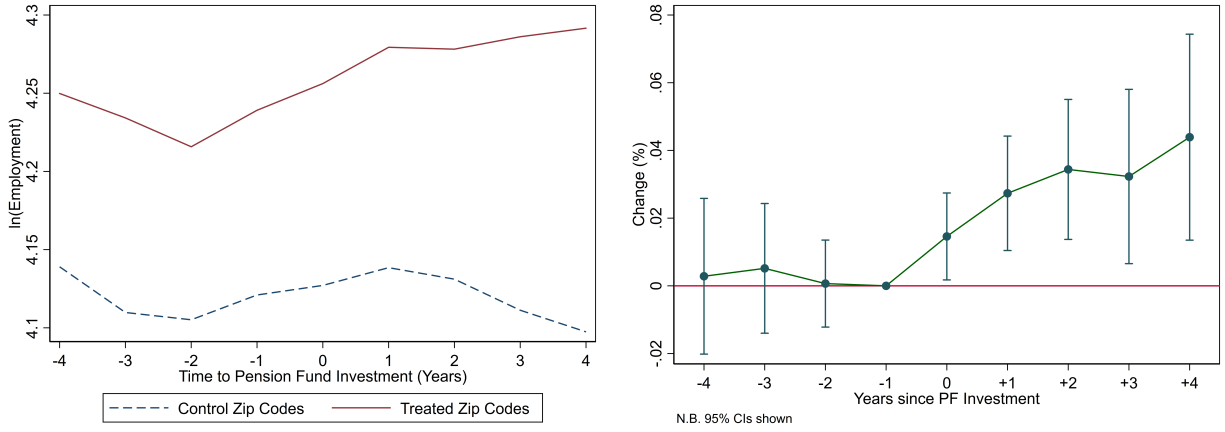 4.3
4.25
4.2
4.15
4.1
ln(Employment)
-4 -3 -2 -1 0 1 2 3 4
Time to Pension Fund Investment (Years)
Control Zip Codes Treated Zip Codes
.08
.06
.04
.02
0
-.02
Change (%)
-4 -3 -2 -1 0 +1 +2 +3 +4
Years since PF Investment
N.B. 95% CIs shown